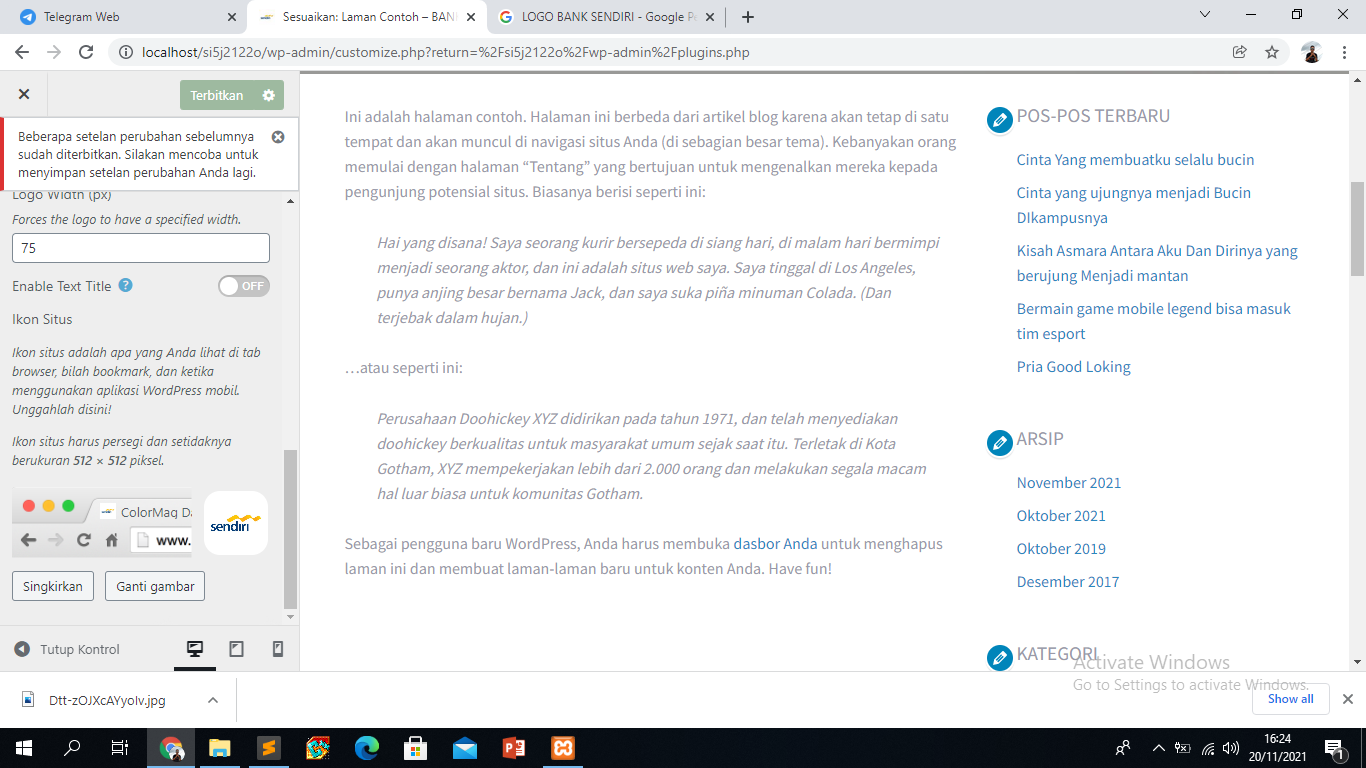 Telegram Web
Sesuaikan: Laman Contoh – BAN
LOGO BANK SENDIRI - Google P
localhost/si5j2122o/wp-admin/customize.php?return=%2Fsi5j2122o%2Fwp-admin%2Fplugins.php
Terbitkan
Beberapa setelan perubahan sebelumnya
sudah diterbitkan. Silakan mencoba untuk
menyimpan setelan perubahan Anda lagi.
Logo Width (px)
Forces the logo to have a specified width.
75
Enable Text Title ?
OFF
Ikon Situs
Ikon situs adalah apa yang Anda lihat di tab
browser, bilah bookmark, dan ketika
menggunakan aplikasi WordPress mobil.
Unggahlah disini!
Ikon situs harus persegi dan setidaknya
berukuran 512 × 512 piksel.
ColorMag D
www.
sendiri
Singkirkan
Ganti gambar
Tutup Kontrol
Ini adalah halaman contoh. Halaman ini berbeda dari artikel blog karena akan tetap di satu
tempat dan akan muncul di navigasi situs Anda (di sebagian besar tema). Kebanyakan orang
memulai dengan halaman “Tentang” yang bertujuan untuk mengenalkan mereka kepada
pengunjung potensial situs. Biasanya berisi seperti ini:
Hai yang disana! Saya seorang kurir bersepeda di siang hari, di malam hari bermimpi
menjadi seorang aktor, dan ini adalah situs web saya. Saya tinggal di Los Angeles,
punya anjing besar bernama Jack, dan saya suka piña minuman Colada. (Dan
terjebak dalam hujan.)
…atau seperti ini:
Perusahaan Doohickey XYZ didirikan pada tahun 1971, dan telah menyediakan
doohickey berkualitas untuk masyarakat umum sejak saat itu. Terletak di Kota
Gotham, XYZ mempekerjakan lebih dari 2.000 orang dan melakukan segala macam
hal luar biasa untuk komunitas Gotham.
Sebagai pengguna baru WordPress, Anda harus membuka dasbor Anda untuk menghapus
laman ini dan membuat laman-laman baru untuk konten Anda. Have fun!
POS-POS TERBARU
Cinta Yang membuatku selalu bucin
Cinta yang ujungnya menjadi Bucin
DIkampusnya
Kisah Asmara Antara Aku Dan Dirinya yang
berujung Menjadi mantan
Bermain game mobile legend bisa masuk
tim esport
Pria Good Loking
ARSIP
November 2021
Oktober 2021
Oktober 2019
Desember 2017
KATEGORI
Activate Windows
Go to Settings to activate Windows.
Dtt-zOJXcAYyoIv.jpg
Show all
16:24
20/11/2021
1